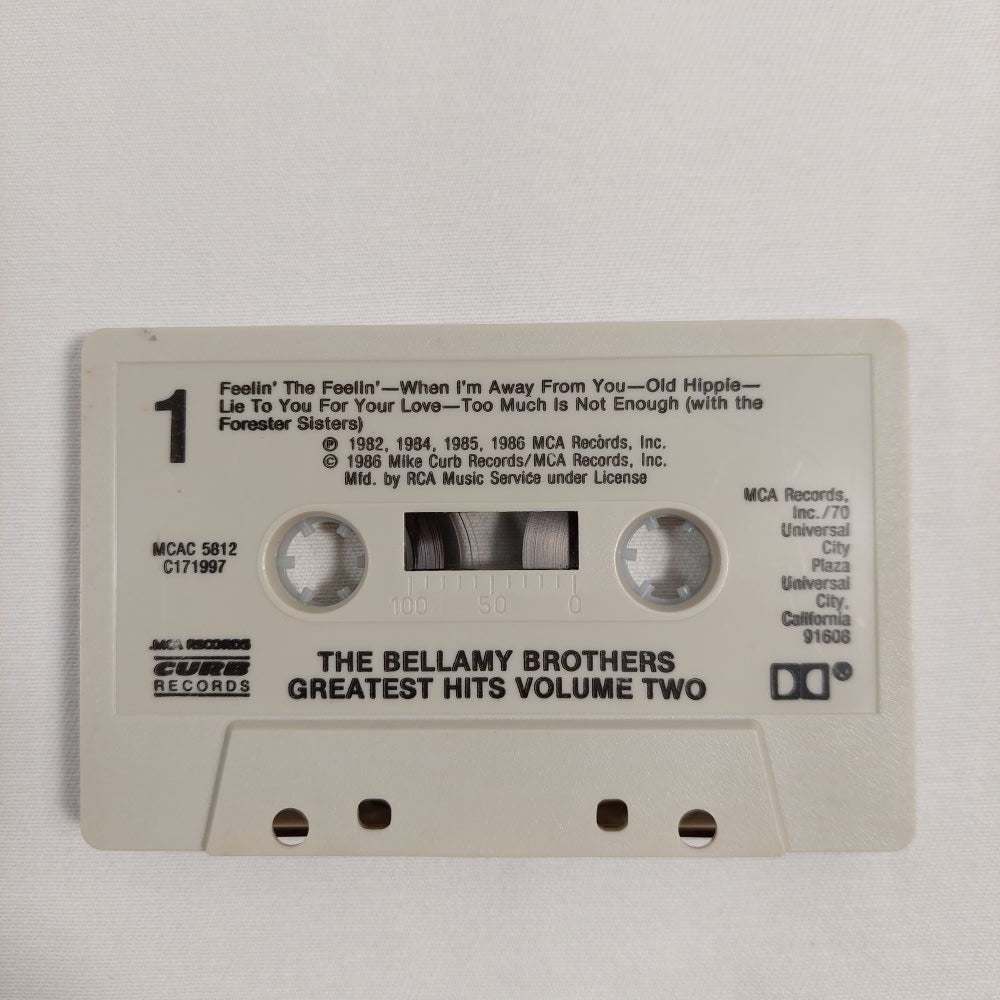 1
Feelin' The Feelin'—When I'm Away From You—Old Hippie—
Lie To You For Your Love—Too Much Is Not Enough (with the
Forester Sisters)
℗ 1982, 1984, 1985, 1986 MCA Records, Inc.
© 1986 Mike Curb Records/MCA Records, Inc.
Mfd. by RCA Music Service under License
MCA Records,
Inc./70
Universal
City
Plaza
Universal
City,
California
91608
MCAC 5812
C171997
100 50 0
MCA RECORDS
CURB
RECORDS
THE BELLAMY BROTHERS
GREATEST HITS VOLUME TWO